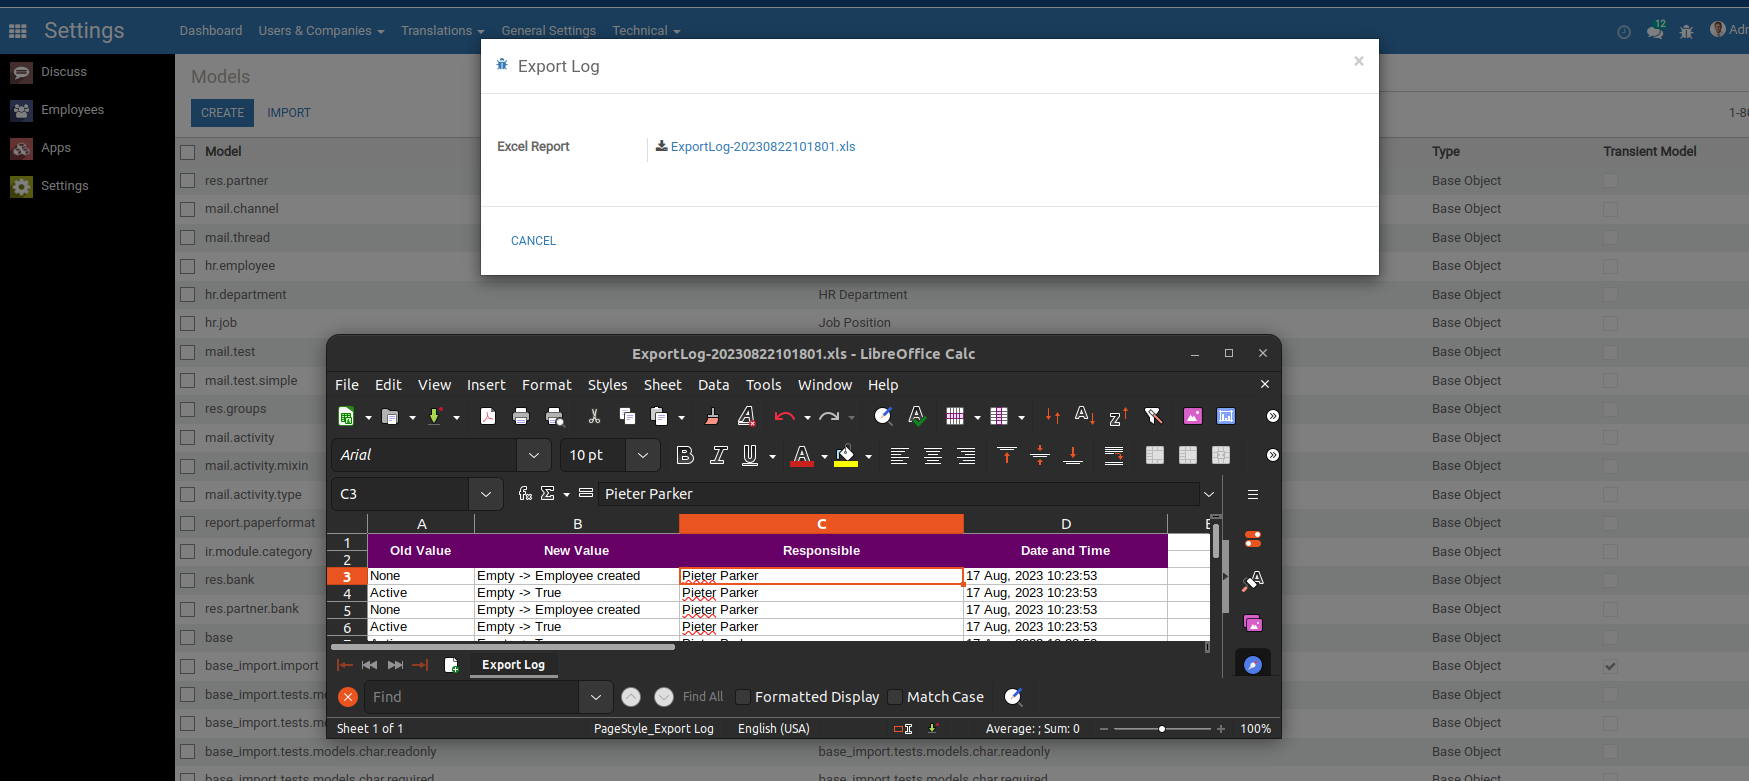 Settings
Dashboard
Users & Companies
Translations
General Settings
Technical
12
Discuss
Employees
Apps
Settings
Models
CREATE
IMPORT
Export Log
×
Excel Report
ExportLog-20230822101801.xls
CANCEL
Model
Type
Transient Model
res.partner
Base Object
mail.channel
Base Object
mail.thread
Base Object
hr.employee
Base Object
hr.department
HR Department
Base Object
hr.job
Job Position
Base Object
mail.test
Base Object
mail.test.simple
Base Object
res.groups
Base Object
mail.activity
Base Object
mail.activity.mixin
Base Object
mail.activity.type
Base Object
report.paperformat
Base Object
ir.module.category
Base Object
res.bank
Base Object
res.partner.bank
Base Object
base
Base Object
base_import.import
Base Object
Base Object
Base Object
base_import.tests.models.char.readonly
base_import.tests.models.char.readonly
Base Object
base_import.tests.models.char.required
base_import.tests.models.char.required
Base Object
ExportLog-20230822101801.xls - LibreOffice Calc
File Edit View Insert Format Styles Sheet Data Tools Window Help
Arial
10 pt
B I U A
C3
Pieter Parker
A B C D
1
2
Old Value New Value Responsible Date and Time
3 None Empty -> Employee created Pieter Parker 17 Aug, 2023 10:23:53
4 Active Empty -> True Pieter Parker 17 Aug, 2023 10:23:53
5 None Empty -> Employee created Pieter Parker 17 Aug, 2023 10:23:53
6 Active Empty -> True Pieter Parker 17 Aug, 2023 10:23:53
Export Log
Find
Find All
Formatted Display
Match Case
Sheet 1 of 1
PageStyle_Export Log
English (USA)
Average: ; Sum: 0
100%